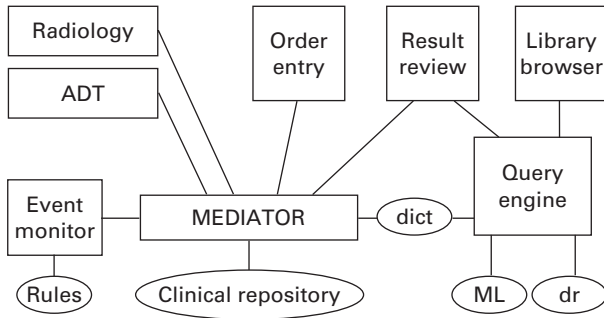 Radiology
ADT
Order
entry
Result
review
Library
browser
Event
monitor
MEDIATOR
dict
Query
engine
Rules
Clinical repository
ML
dr